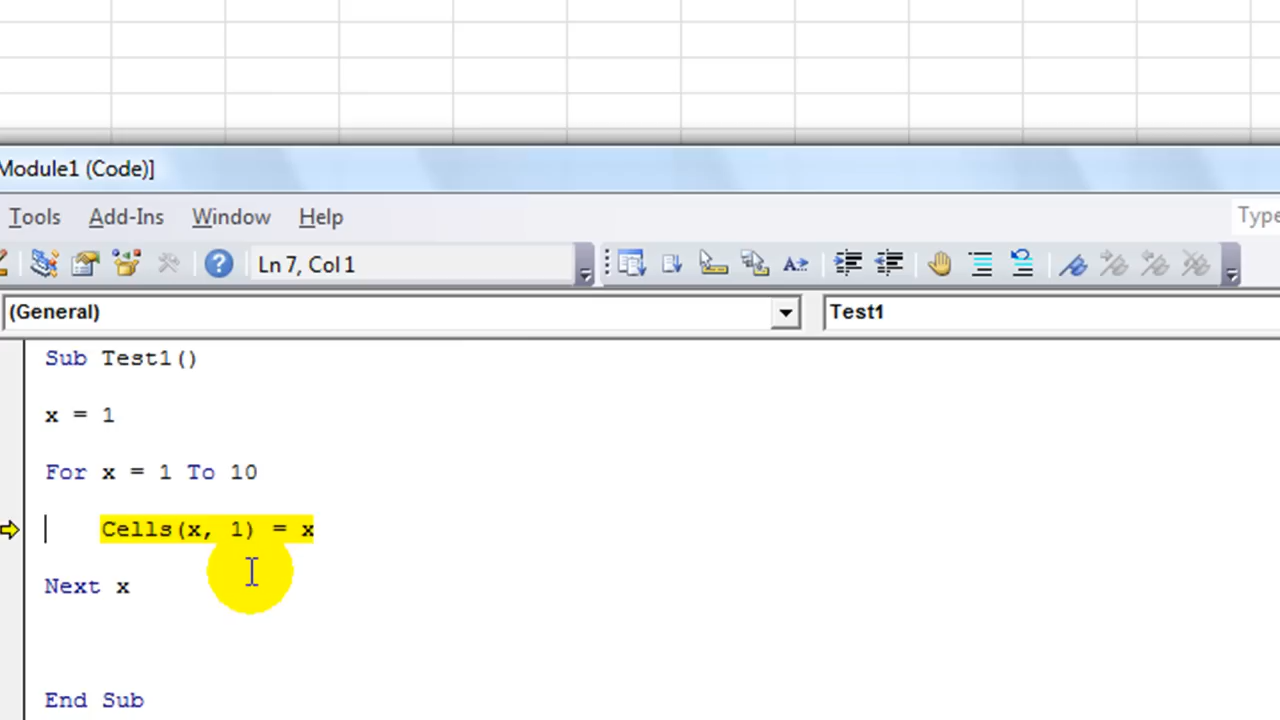 Module1 (Code)]
Tools Add-Ins Window Help Type
Ln 7, Col 1
(General) Test1
Sub Test1()
x = 1
For x = 1 To 10
Cells(x, 1) = x
Next x
End Sub